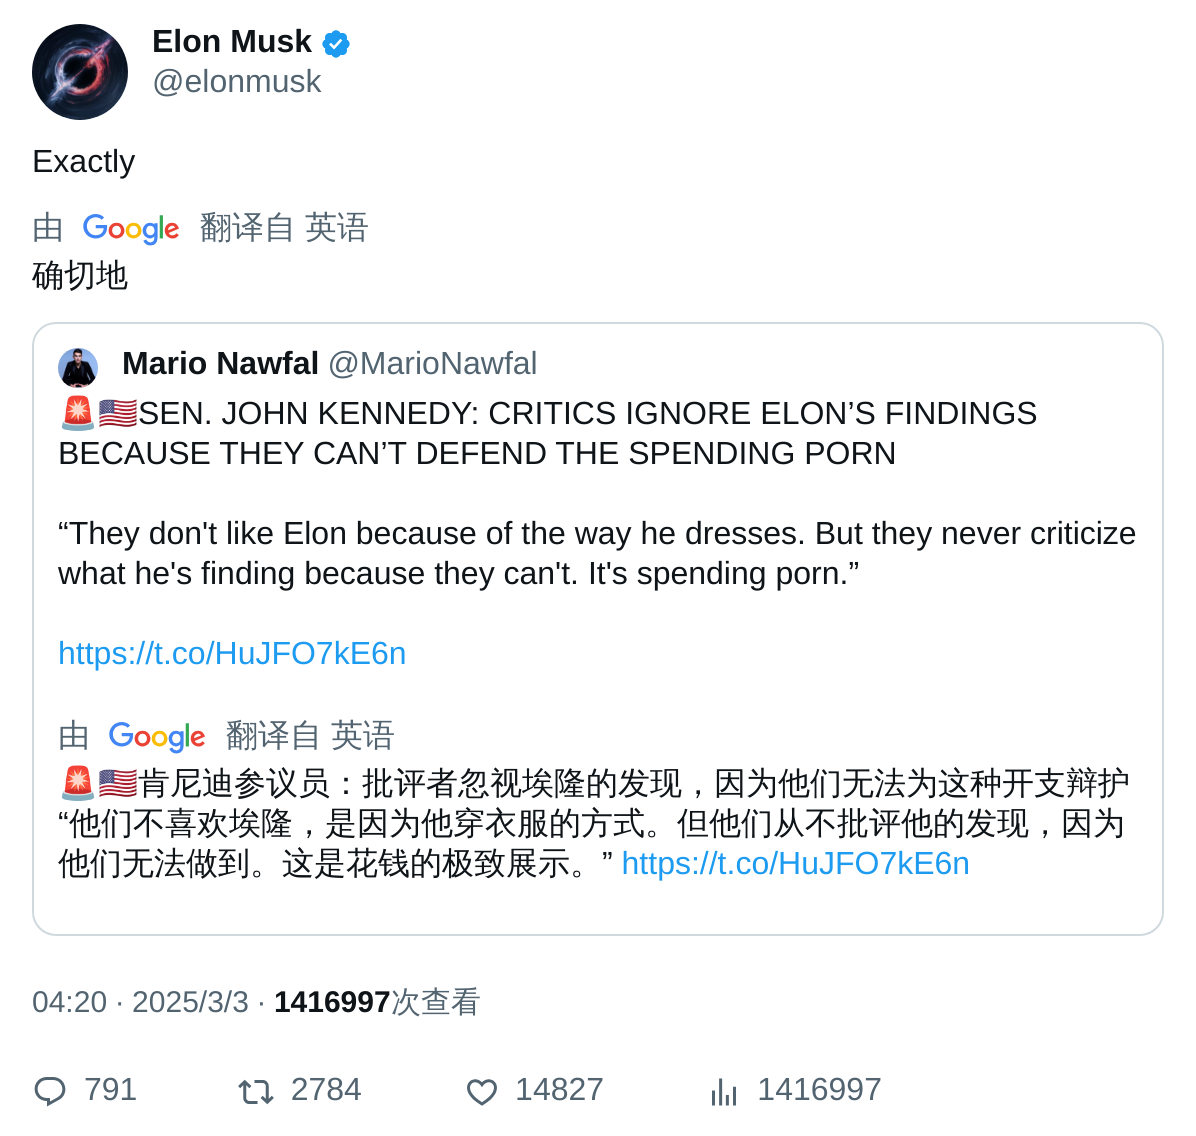 Elon Musk
@elonmusk
Exactly
由 Google 翻译自 英语
确切地
Mario Nawfal @MarioNawfal
🚨🇺🇸SEN. JOHN KENNEDY: CRITICS IGNORE ELON’S FINDINGS
BECAUSE THEY CAN’T DEFEND THE SPENDING PORN
“They don't like Elon because of the way he dresses. But they never criticize
what he's finding because they can't. It's spending porn.”
https://t.co/HuJFO7kE6n
由 Google 翻译自 英语
🚨🇺🇸肯尼迪参议员：批评者忽视埃隆的发现，因为他们无法为这种开支辩护
“他们不喜欢埃隆，是因为他穿衣服的方式。但他们从不批评他的发现，因为
他们无法做到。这是花钱的极致展示。” https://t.co/HuJFO7kE6n
04:20 · 2025/3/3 · 1416997次查看
791 2784 14827 1416997